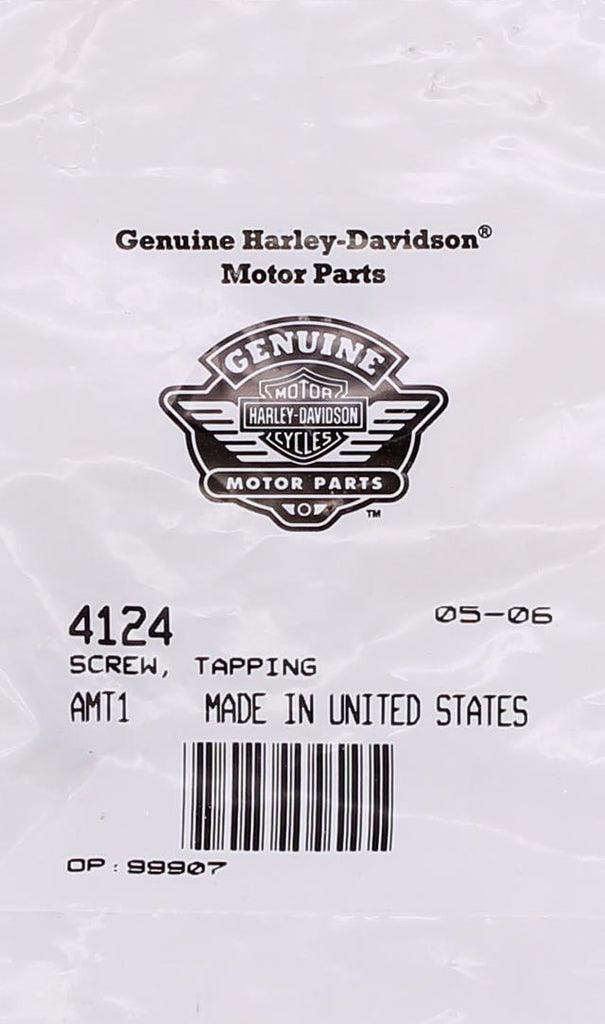 Genuine Harley-Davidson®
Motor Parts
GENUINE
MOTOR
HARLEY-DAVIDSON
CYCLES
MOTOR PARTS
TM
4124 05-06
SCREW, TAPPING
AMT1 MADE IN UNITED STATES
OP:99907